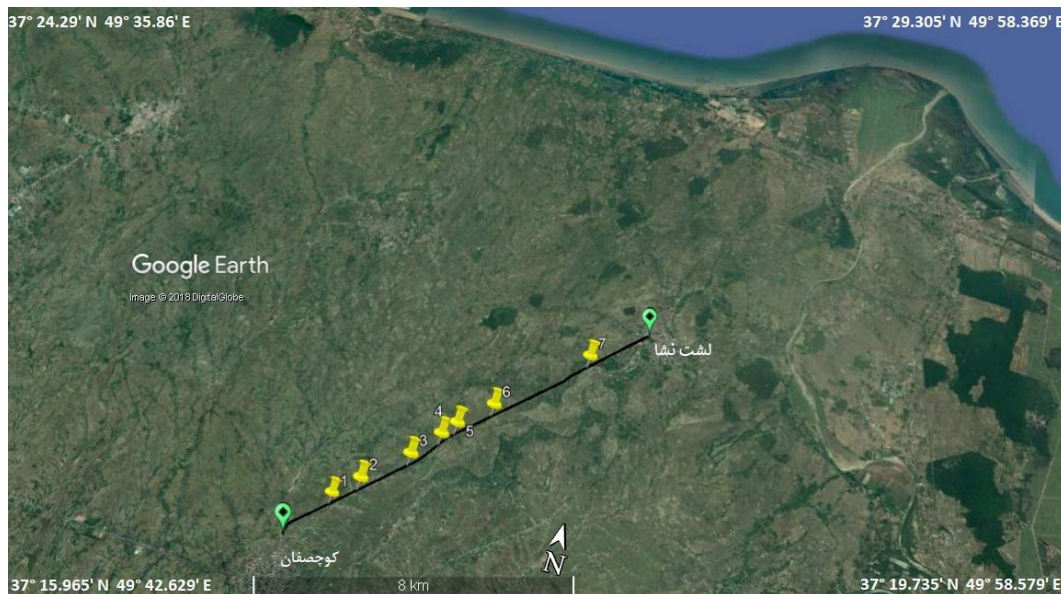 37° 24.29' N 49° 35.86' E
37° 29.305' N 49° 58.369' E
Google Earth
Image © 2018 DigitalGlobe
7
لشت نشا
6
4
5
3
2
1
کوچصفان
N
37° 15.965' N 49° 42.629' E
8 km
37° 19.735' N 49° 58.579' E